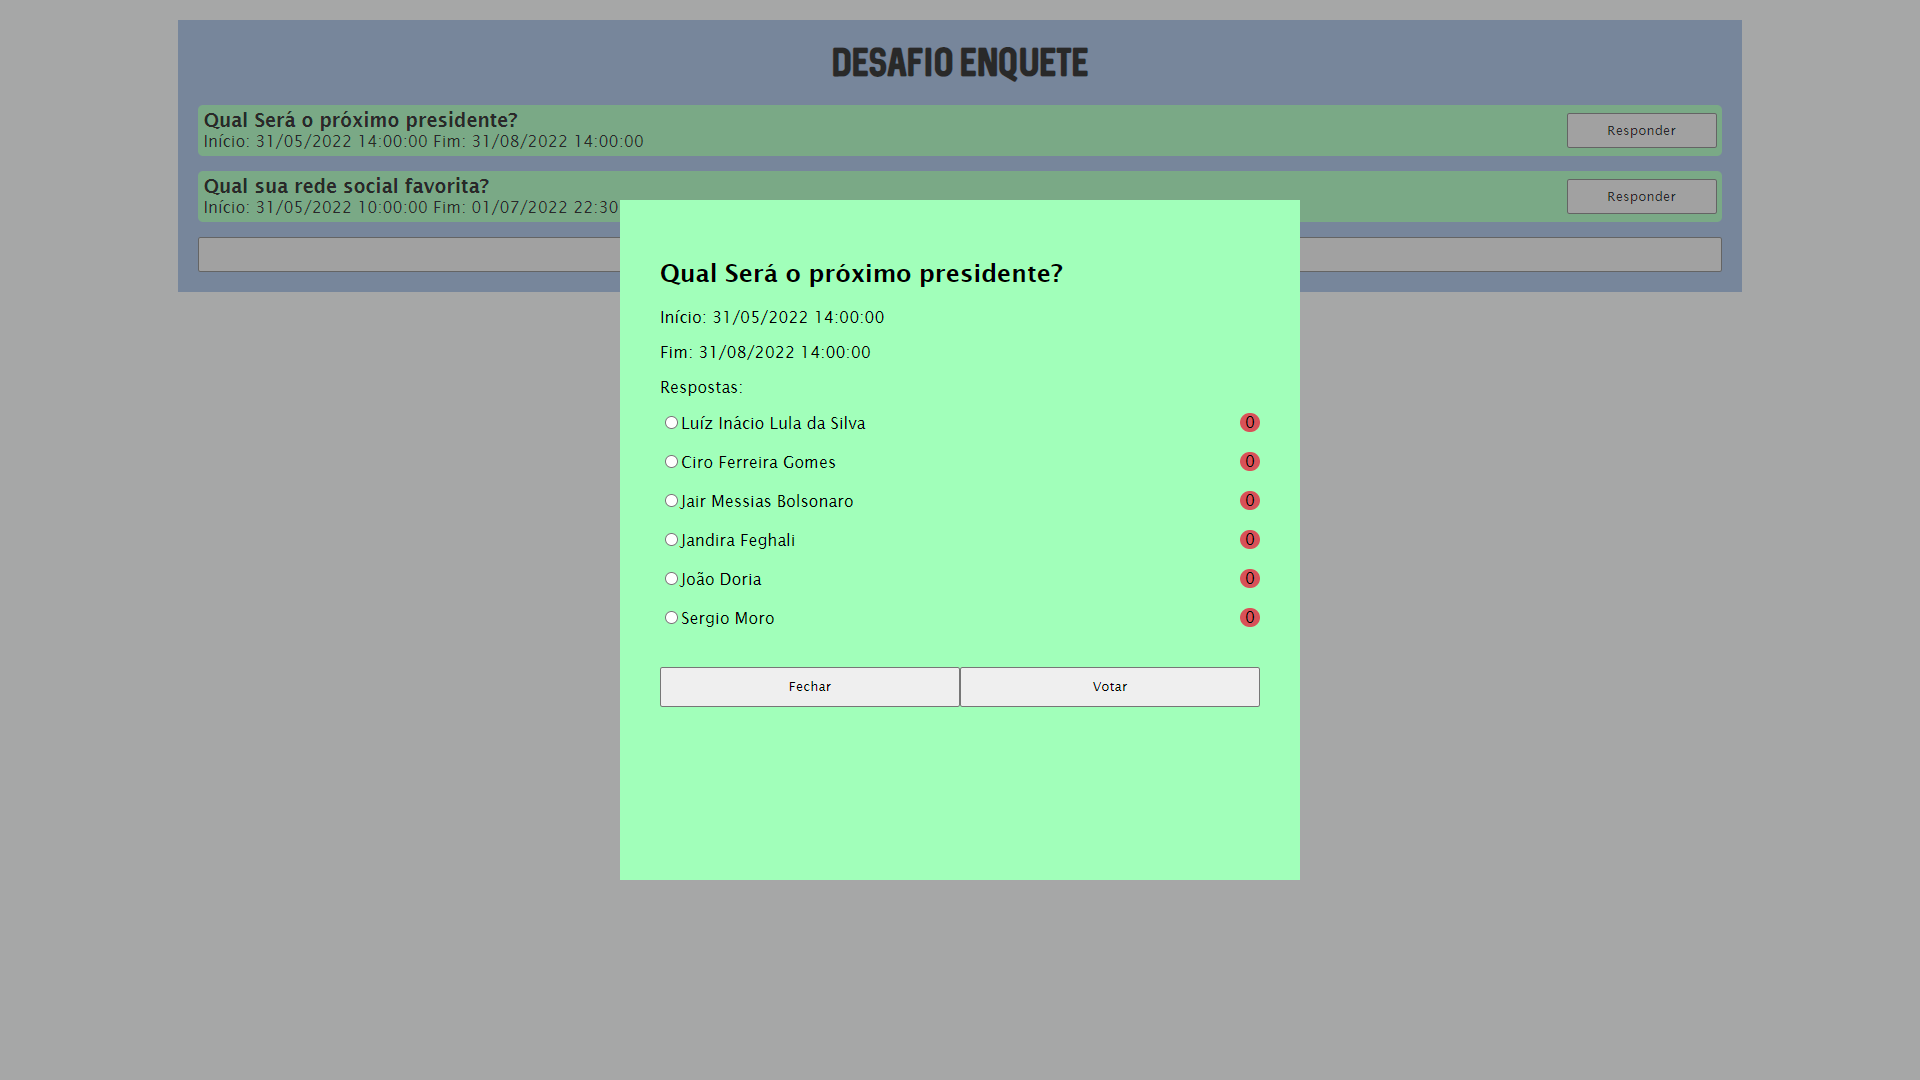 DESAFIO ENQUETE
Qual Será o próximo presidente?
Início: 31/05/2022 14:00:00 Fim: 31/08/2022 14:00:00
Responder
Qual sua rede social favorita?
Início: 31/05/2022 10:00:00 Fim: 01/07/2022 22:30
Responder
Qual Será o próximo presidente?
Início: 31/05/2022 14:00:00
Fim: 31/08/2022 14:00:00
Respostas:
Luíz Inácio Lula da Silva 0
Ciro Ferreira Gomes 0
Jair Messias Bolsonaro 0
Jandira Feghali 0
João Doria 0
Sergio Moro 0
Fechar Votar